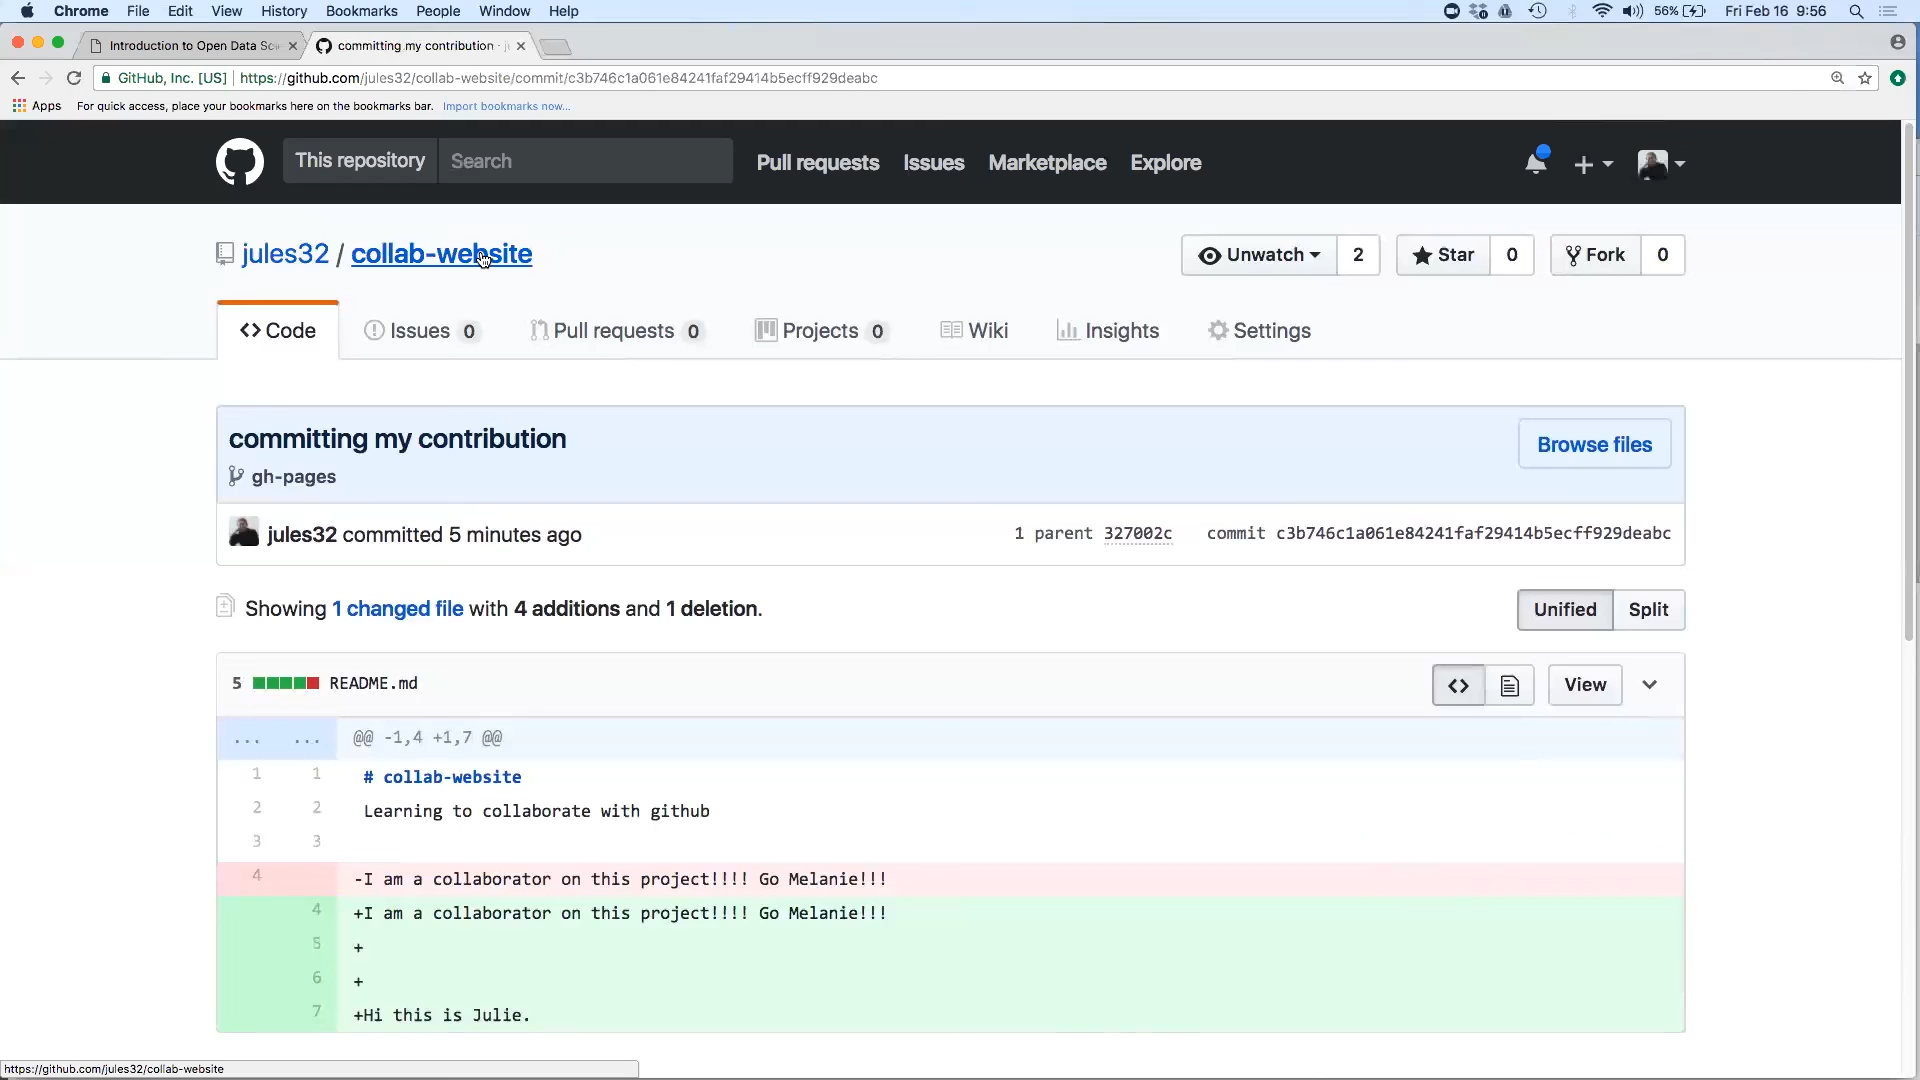 Chrome File Edit View History Bookmarks People Window Help 56% Fri Feb 16 9:56
Introduction to Open Data Sci committing my contribution
GitHub, Inc. [US] https://github.com/jules32/collab-website/commit/c3b746c1a061e84241faf29414b5ecff929deabc
Apps For quick access, place your bookmarks here on the bookmarks bar. Import bookmarks now...
This repository Search Pull requests Issues Marketplace Explore
jules32 / collab-website Unwatch 2 Star 0 Fork 0
Code Issues 0 Pull requests 0 Projects 0 Wiki Insights Settings
committing my contribution Browse files
gh-pages
jules32 committed 5 minutes ago 1 parent 327002c commit c3b746c1a061e84241faf29414b5ecff929deabc
Showing 1 changed file with 4 additions and 1 deletion. Unified Split
5 README.md <> View
... ... @@ -1,4 +1,7 @@
1 1 # collab-website
2 2 Learning to collaborate with github
3 3
4 -I am a collaborator on this project!!!! Go Melanie!!!
4 +I am a collaborator on this project!!!! Go Melanie!!!
5 +
6 +
7 +Hi this is Julie.
https://github.com/jules32/collab-website